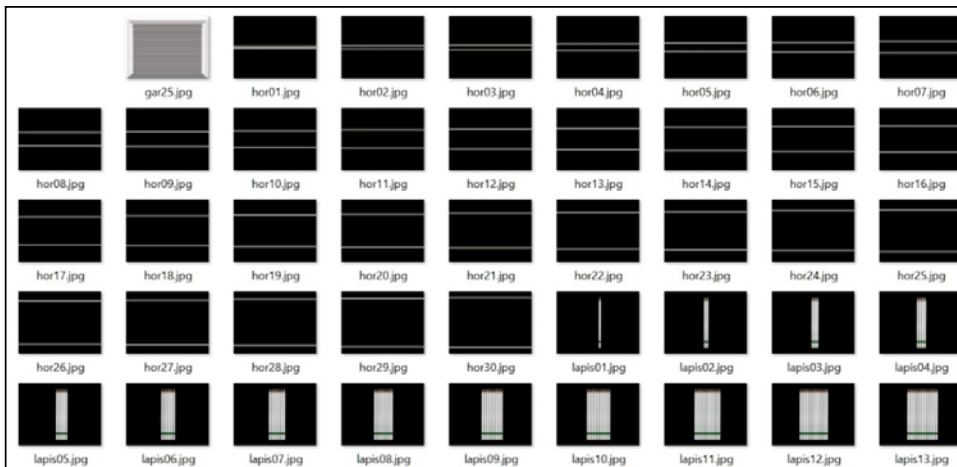 gar25.jpg hor01.jpg hor02.jpg hor03.jpg hor04.jpg hor05.jpg hor06.jpg hor07.jpg
hor08.jpg hor09.jpg hor10.jpg hor11.jpg hor12.jpg hor13.jpg hor14.jpg hor15.jpg hor16.jpg
hor17.jpg hor18.jpg hor19.jpg hor20.jpg hor21.jpg hor22.jpg hor23.jpg hor24.jpg hor25.jpg
hor26.jpg hor27.jpg hor28.jpg hor29.jpg hor30.jpg lapis01.jpg lapis02.jpg lapis03.jpg lapis04.jpg
lapis05.jpg lapis06.jpg lapis07.jpg lapis08.jpg lapis09.jpg lapis10.jpg lapis11.jpg lapis12.jpg lapis13.jpg